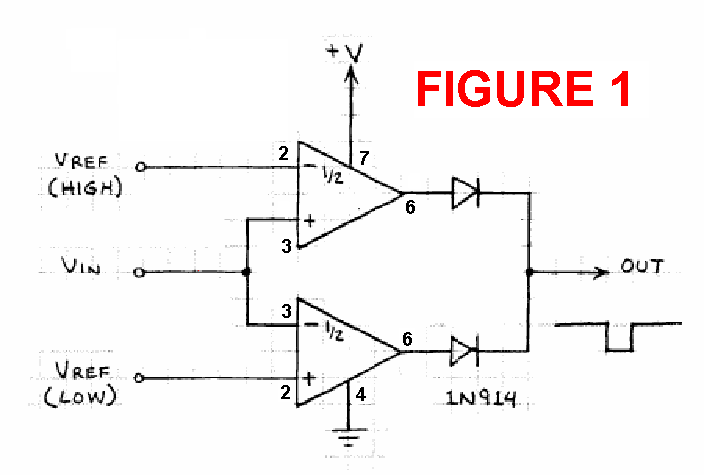 +V
FIGURE 1
2
7
VREF
(HIGH)
-
1/2
6
+
3
VIN
OUT
3
-
1/2
6
VREF
(LOW)
+
2
4
1N914